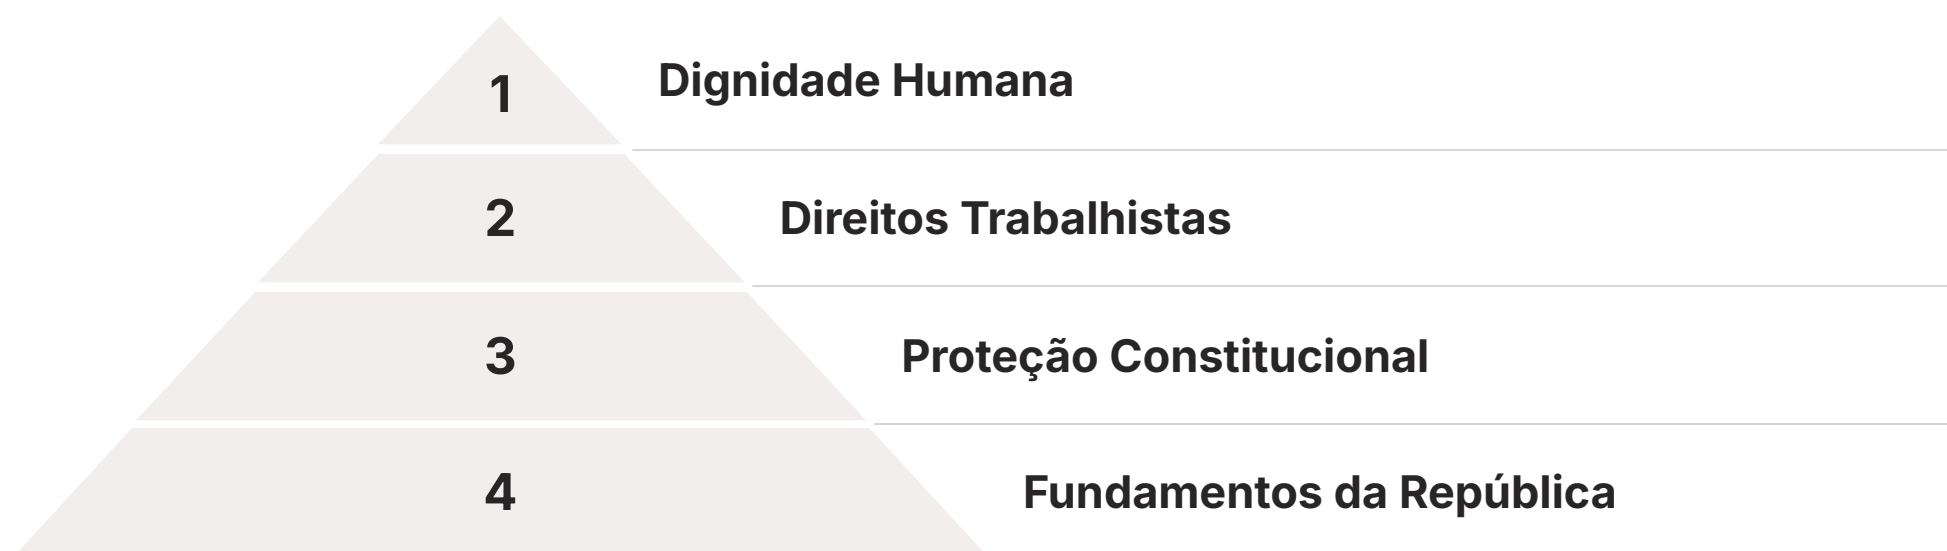 1
Dignidade Humana
2
Direitos Trabalhistas
3
Proteção Constitucional
4
Fundamentos da República